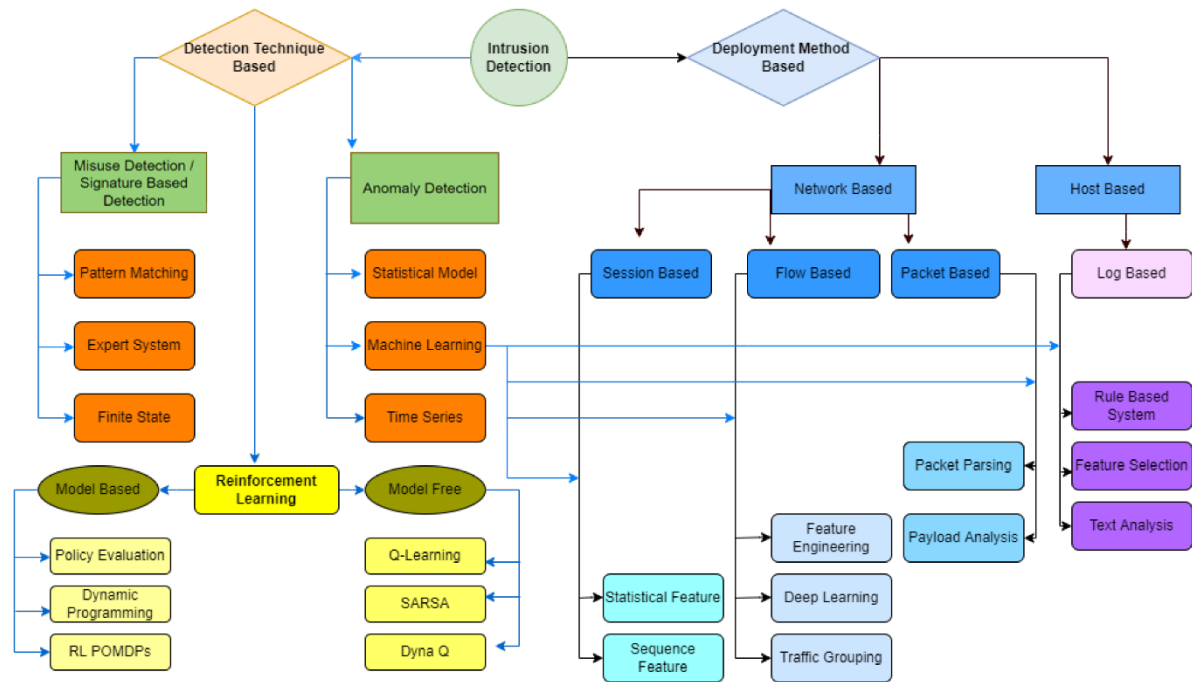 Detection Technique
Based
Intrusion
Detection
Deployment Method
Based
Misuse Detection /
Signature Based
Detection
Anomaly Detection
Network Based
Host Based
Pattern Matching
Statistical Model
Session Based
Flow Based
Packet Based
Log Based
Expert System
Machine Learning
Finite State
Time Series
Rule Based
System
Packet Parsing
Feature Selection
Model Based
Reinforcement
Learning
Model Free
Text Analysis
Feature
Engineering
Payload Analysis
Policy Evaluation
Q-Learning
Dynamic
Programming
SARSA
Statistical Feature
Deep Learning
RL POMDPs
Dyna Q
Sequence
Feature
Traffic Grouping